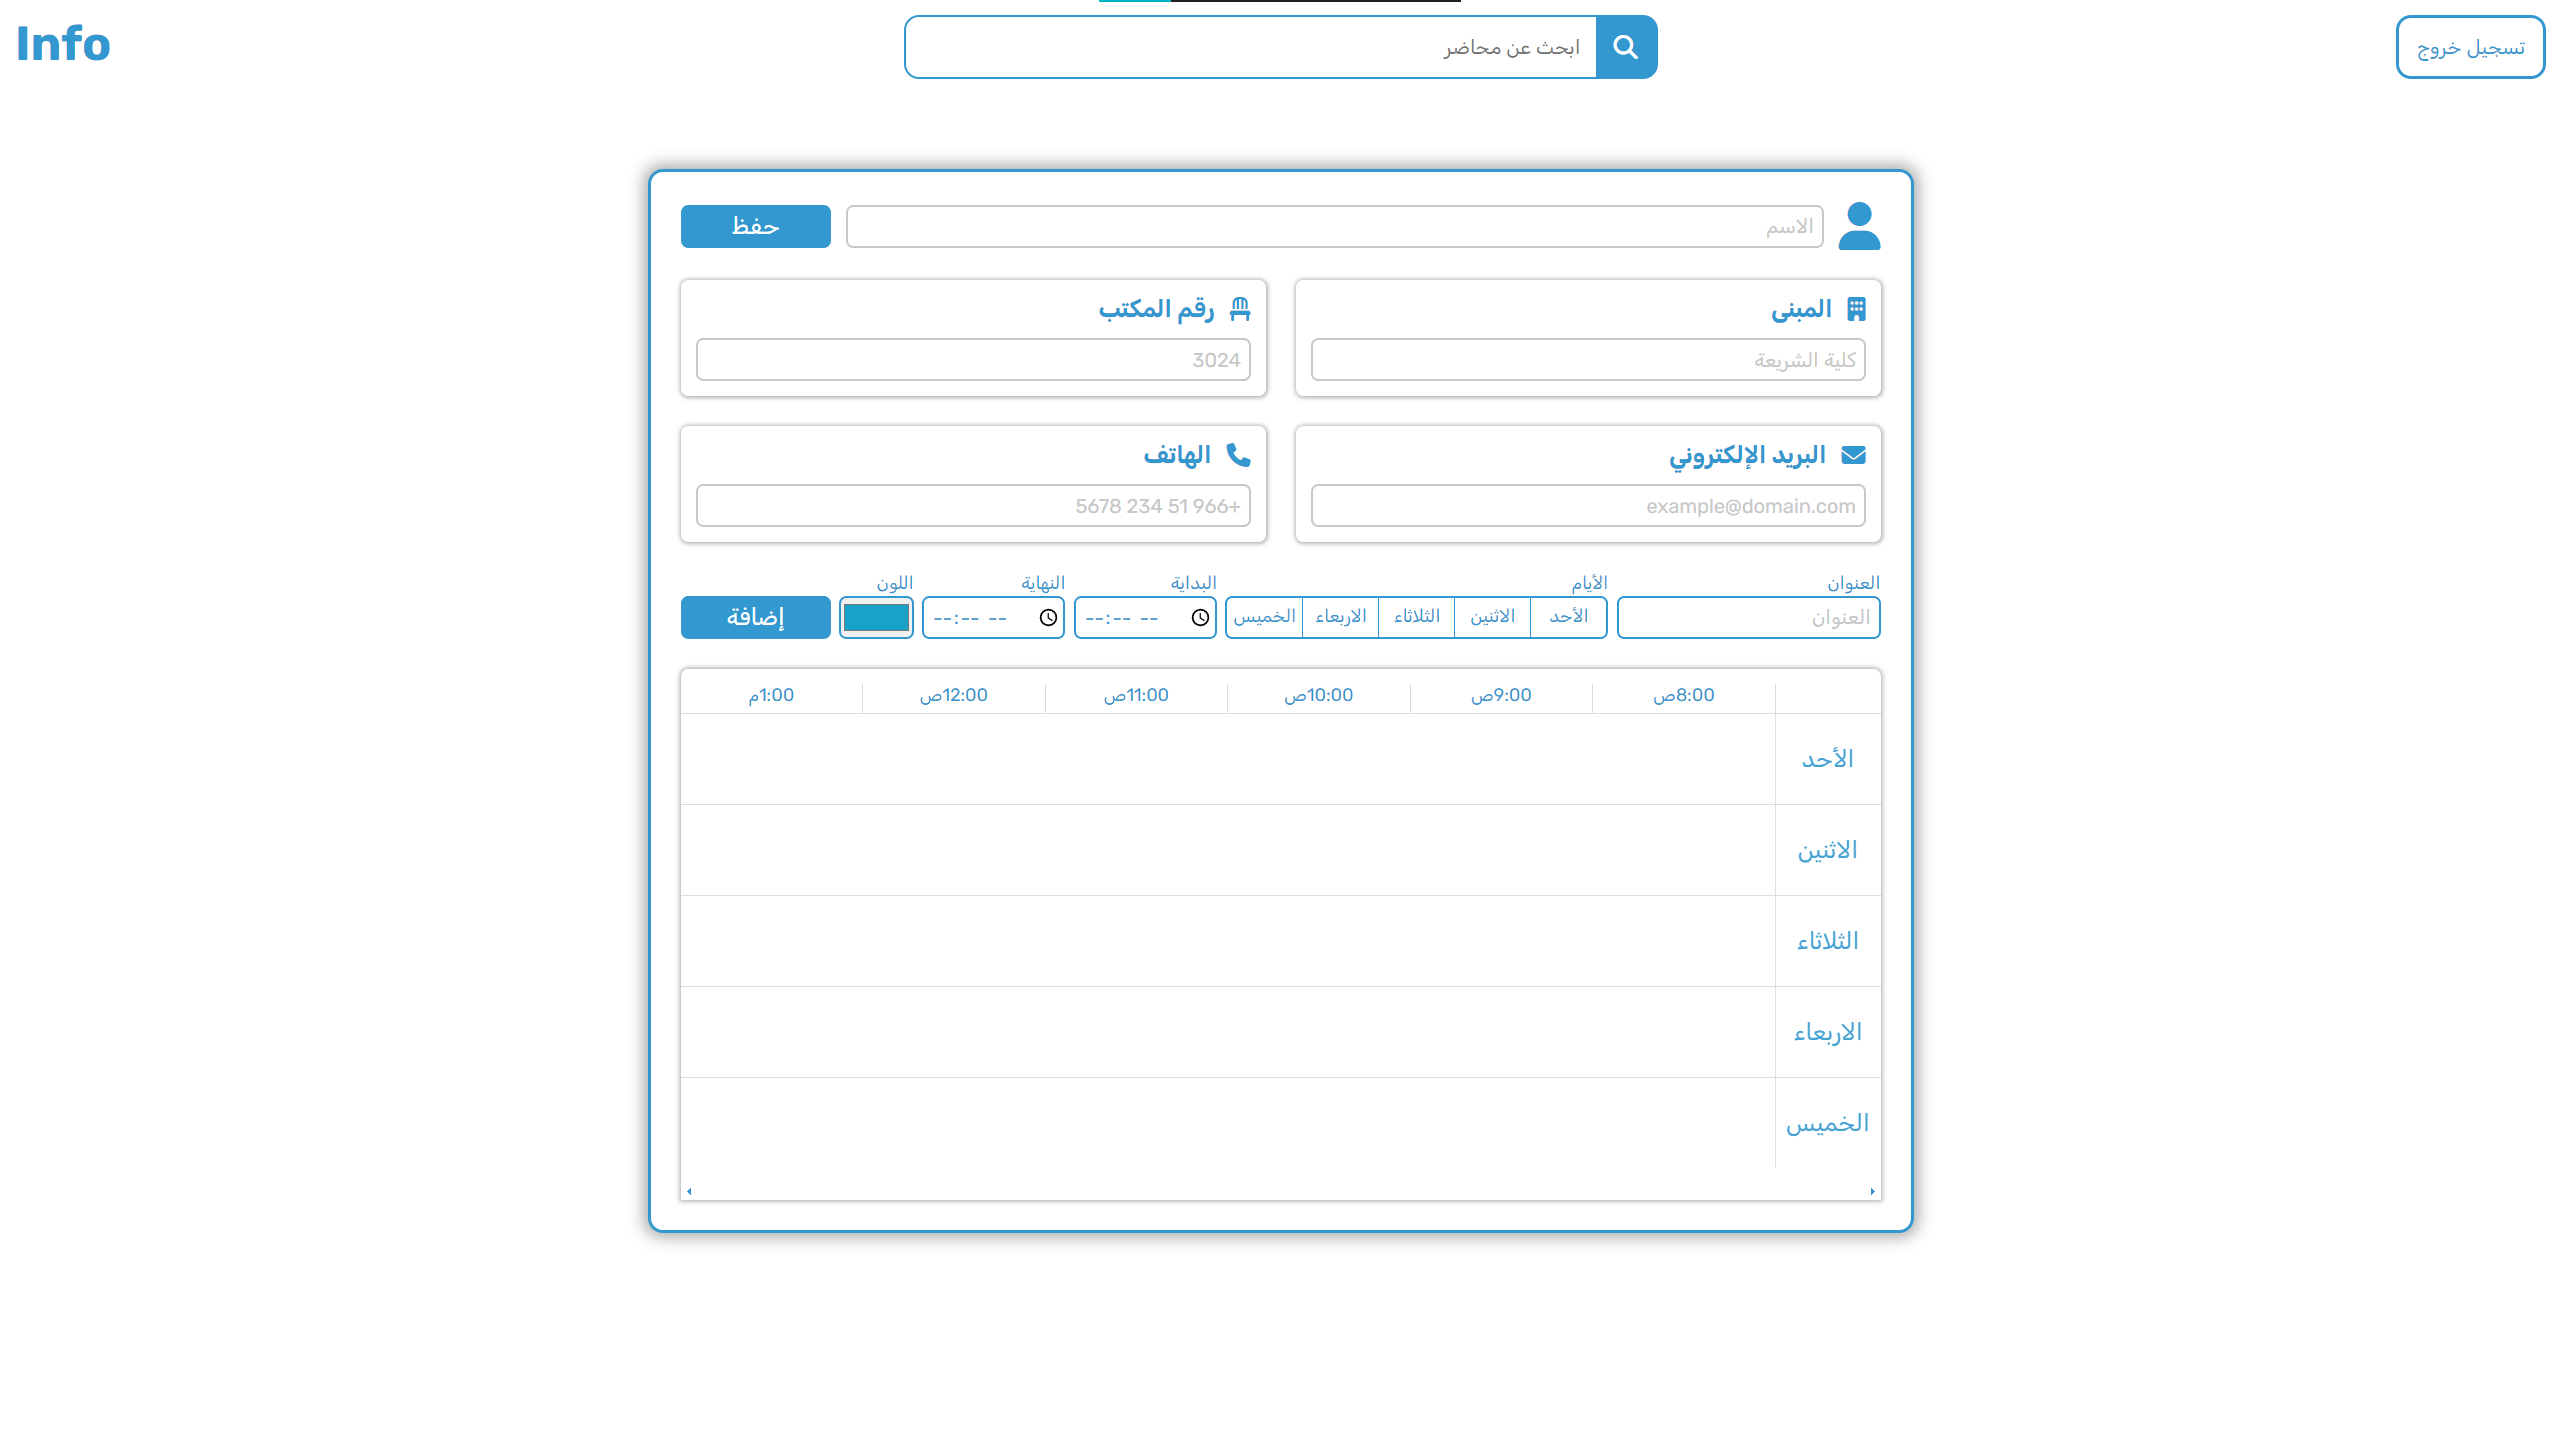 تسجيل خروج
ابحث عن محاضر
Info
الاسم
حفظ
المبنى
كلية الشريعة
رقم المكتب
3024
البريد الإلكتروني
example@domain.com
الهاتف
+966 51 234 5678
العنوان
العنوان
الأيام
الأحد الاثنين الثلاثاء الاربعاء الخميس
البداية
--:-- --
النهاية
--:-- --
اللون
إضافة
8:00ص 9:00ص 10:00ص 11:00ص 12:00ص 1:00م
الأحد
الاثنين
الثلاثاء
الاربعاء
الخميس